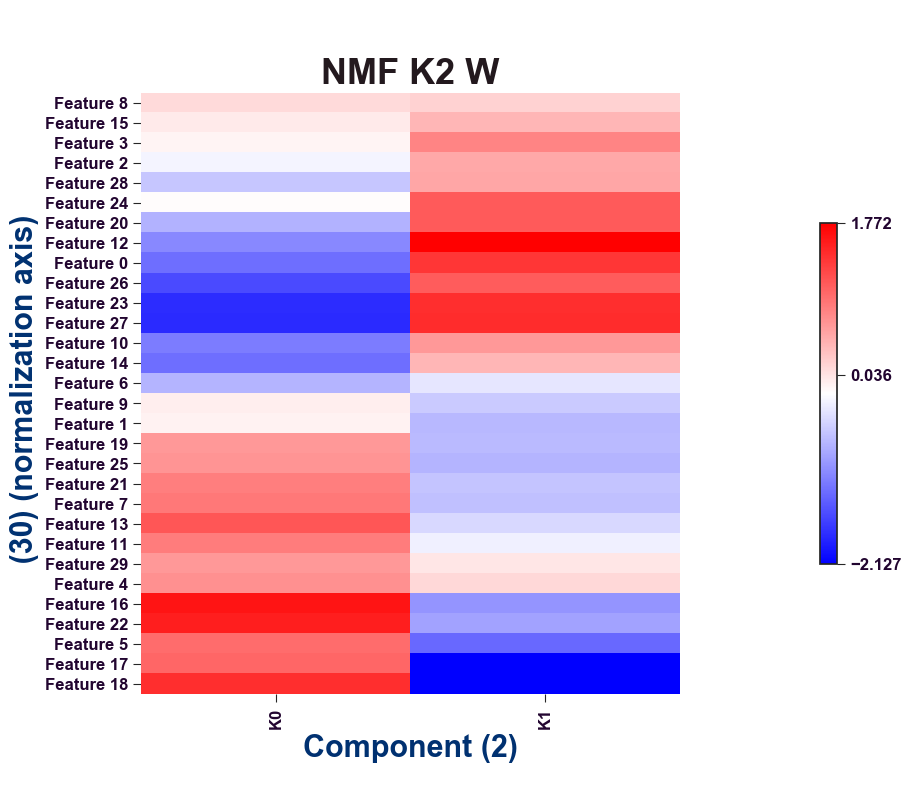 NMF K2 W
(30) (normalization axis)
Feature 8
Feature 15
Feature 3
Feature 2
Feature 28
Feature 24
Feature 20
Feature 12
Feature 0
Feature 26
Feature 23
Feature 27
Feature 10
Feature 14
Feature 6
Feature 9
Feature 1
Feature 19
Feature 25
Feature 21
Feature 7
Feature 13
Feature 11
Feature 29
Feature 4
Feature 16
Feature 22
Feature 5
Feature 17
Feature 18
K0
K1
Component (2)
1.772
0.036
−2.127